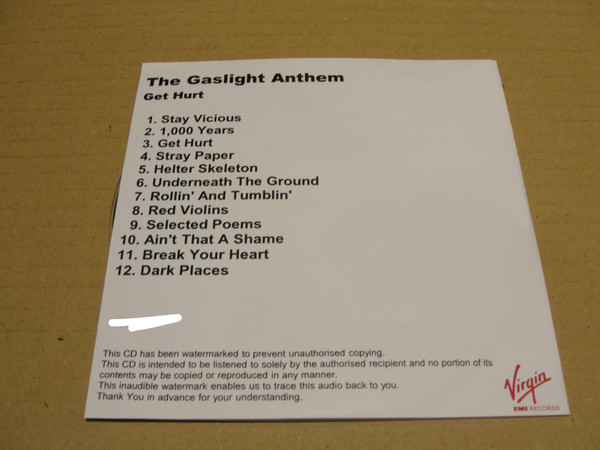 The Gaslight Anthem
Get Hurt
1. Stay Vicious
2. 1,000 Years
3. Get Hurt
4. Stray Paper
5. Helter Skeleton
6. Underneath The Ground
7. Rollin' And Tumblin'
8. Red Violins
9. Selected Poems
10. Ain't That A Shame
11. Break Your Heart
12. Dark Places
This CD has been watermarked to prevent unauthorised copying.
This CD is intended to be listened to solely by the authorised recipient and no portion of its
contents may be copied or reproduced in any manner.
This inaudible watermark enables us to trace this audio back to you.
Thank You in advance for your understanding.
Virgin
EMI RECORDS